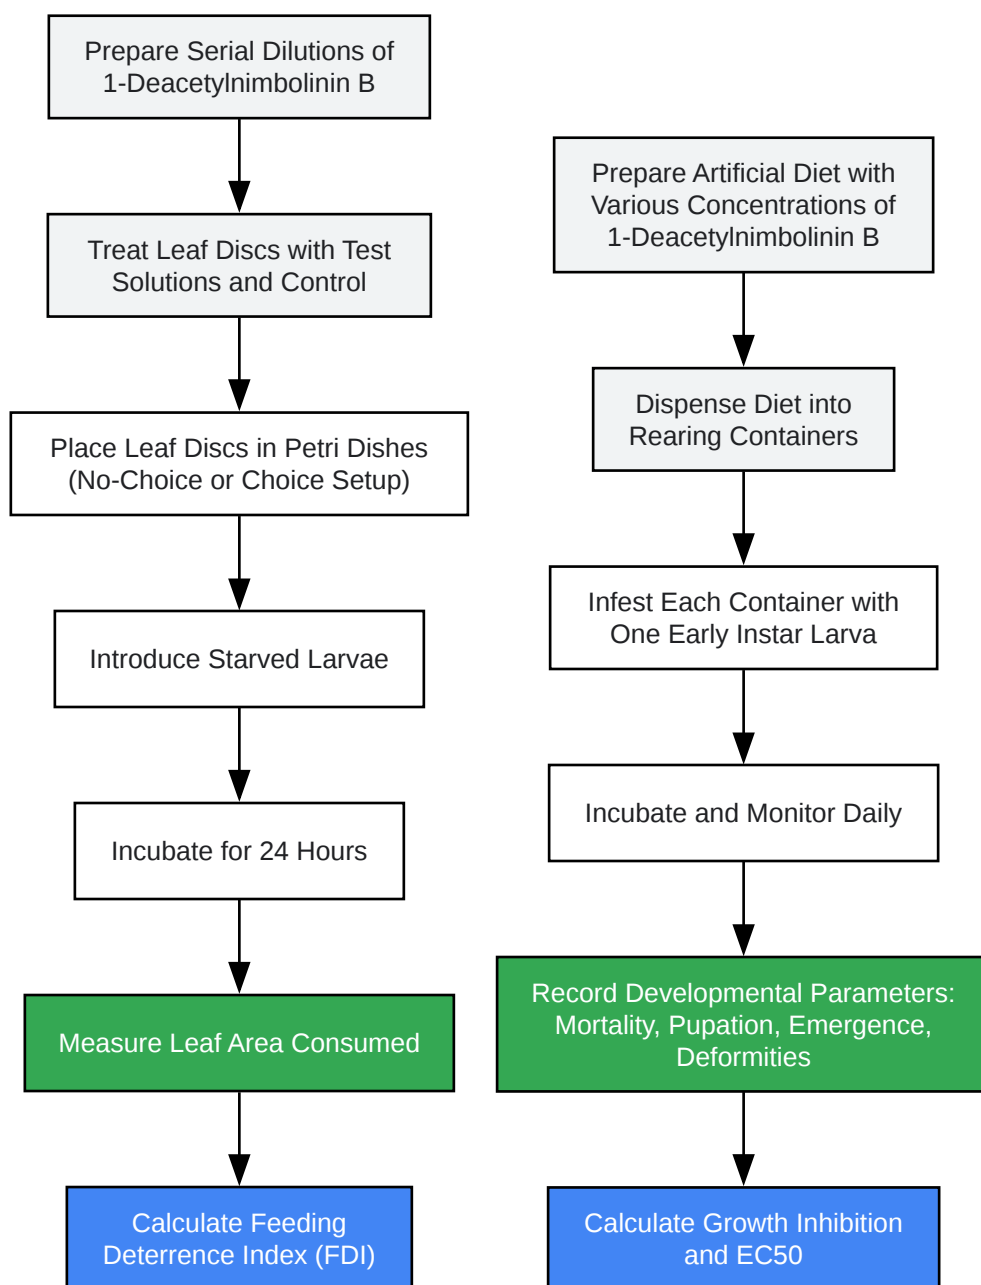 Prepare Serial Dilutions of
1-Deacetylnimbolinin B
Treat Leaf Discs with Test
Solutions and Control
Place Leaf Discs in Petri Dishes
(No-Choice or Choice Setup)
Introduce Starved Larvae
Incubate for 24 Hours
Measure Leaf Area Consumed
Calculate Feeding
Deterrence Index (FDI)
Prepare Artificial Diet with
Various Concentrations of
1-Deacetylnimbolinin B
Dispense Diet into
Rearing Containers
Infest Each Container with
One Early Instar Larva
Incubate and Monitor Daily
Record Developmental Parameters:
Mortality, Pupation, Emergence,
Deformities
Calculate Growth Inhibition
and EC50